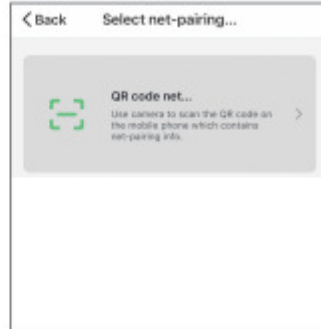 Back Select net-pairing...
QR code net...
Use camera to scan the QR code on
the mobile phone which contains
net-pairing info.